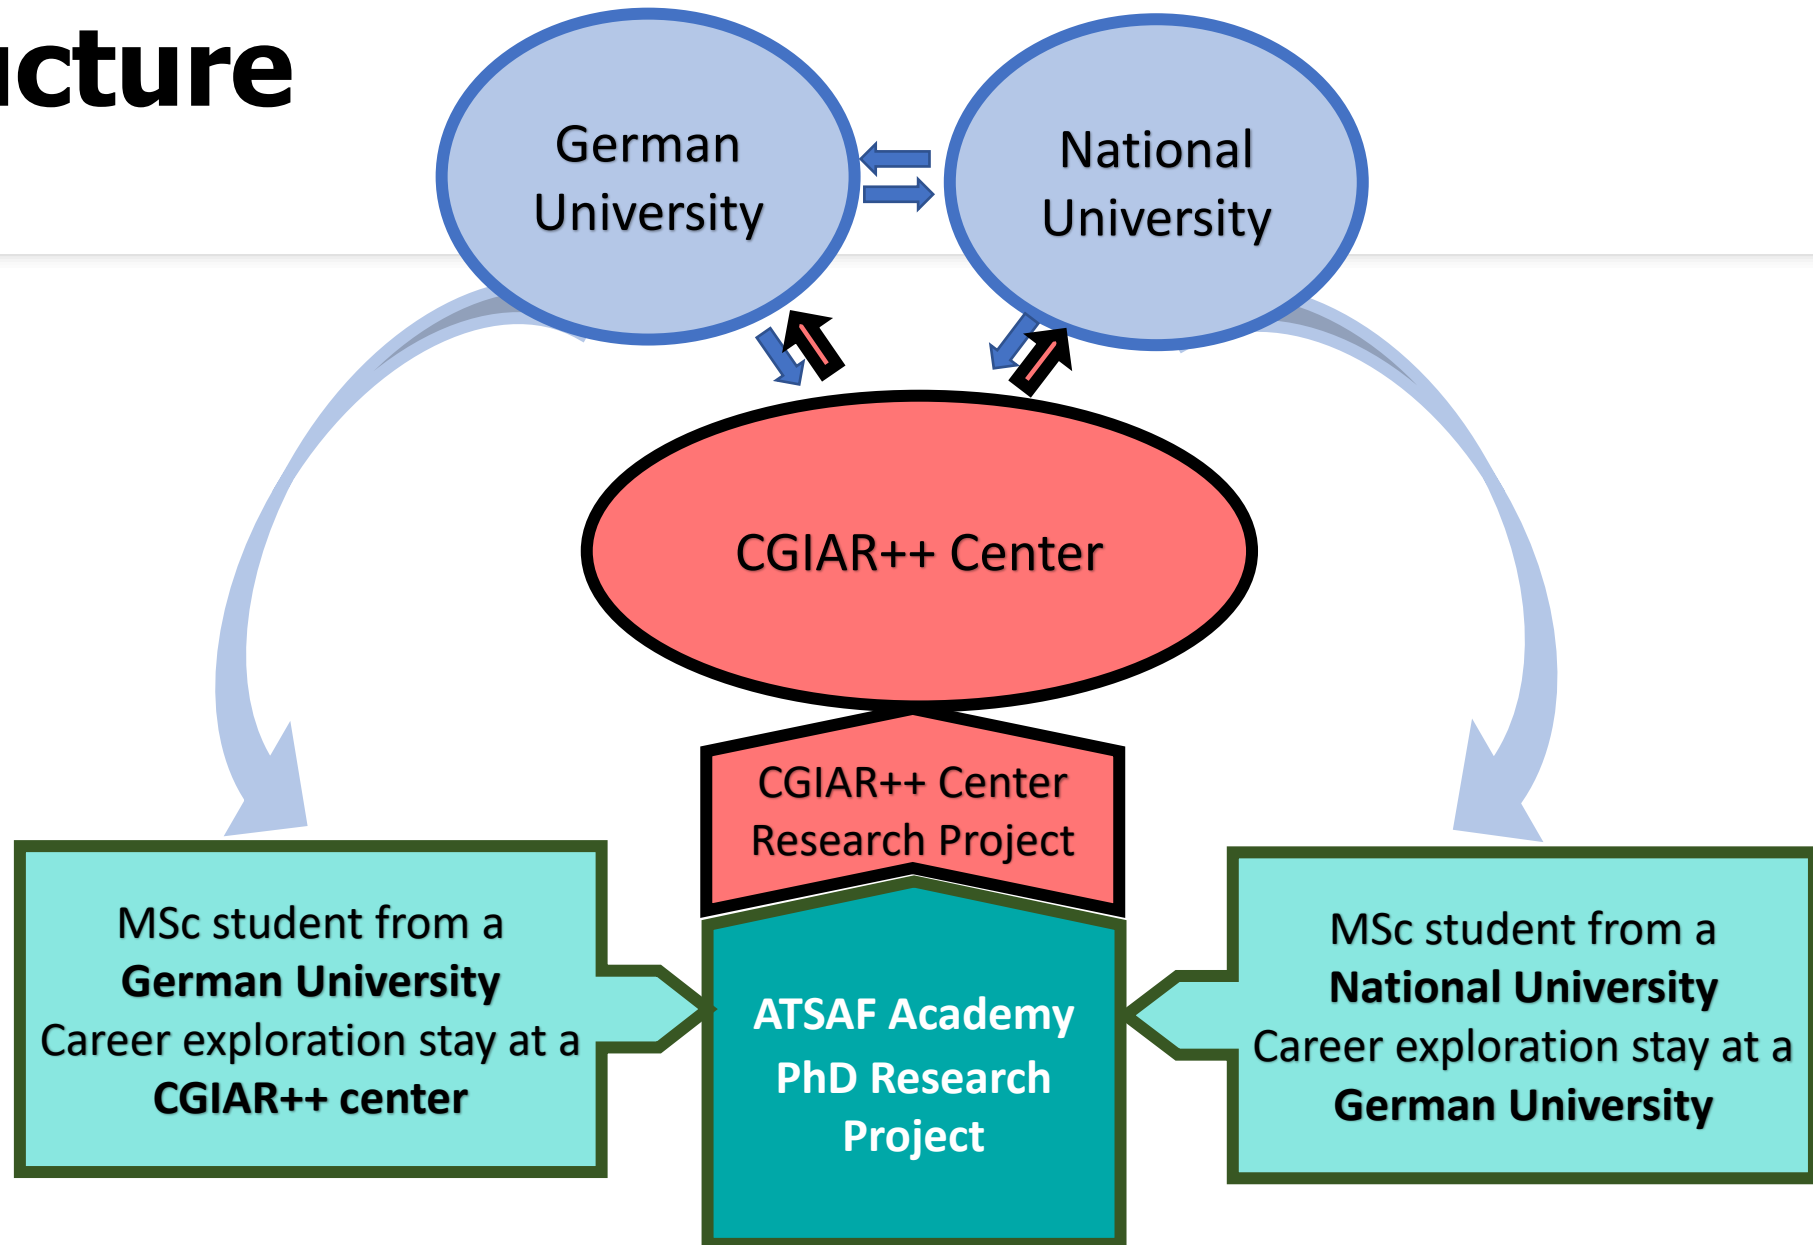 ucture
German
University
National
University
CGIAR++ Center
CGIAR++ Center
Research Project
MSc student from a
German University
Career exploration stay at a
CGIAR++ center
ATSAF Academy
PhD Research
Project
MSc student from a
National University
Career exploration stay at a
German University